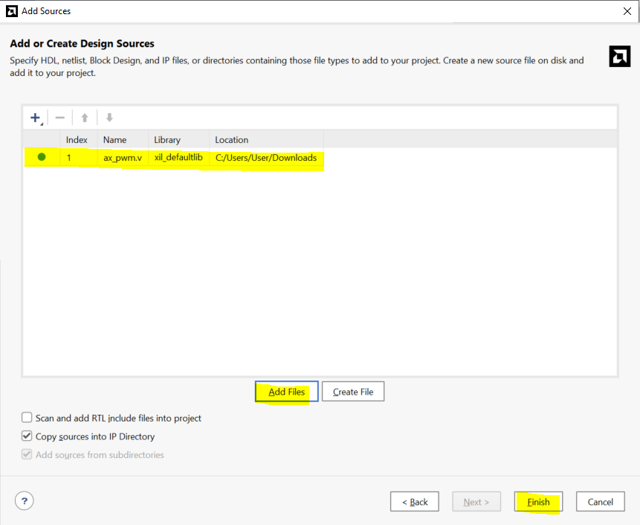 Add Sources
Add or Create Design Sources
Specify HDL, netlist, Block Design, and IP files, or directories containing those file types to add to your project. Create a new source file on disk and
add it to your project.
Index Name Library Location
1 ax_pwm.v xil_defaultlib C:/Users/User/Downloads
Add Files Create File
Scan and add RTL include files into project
Copy sources into IP Directory
Add sources from subdirectories
? < Back Next > Finish Cancel